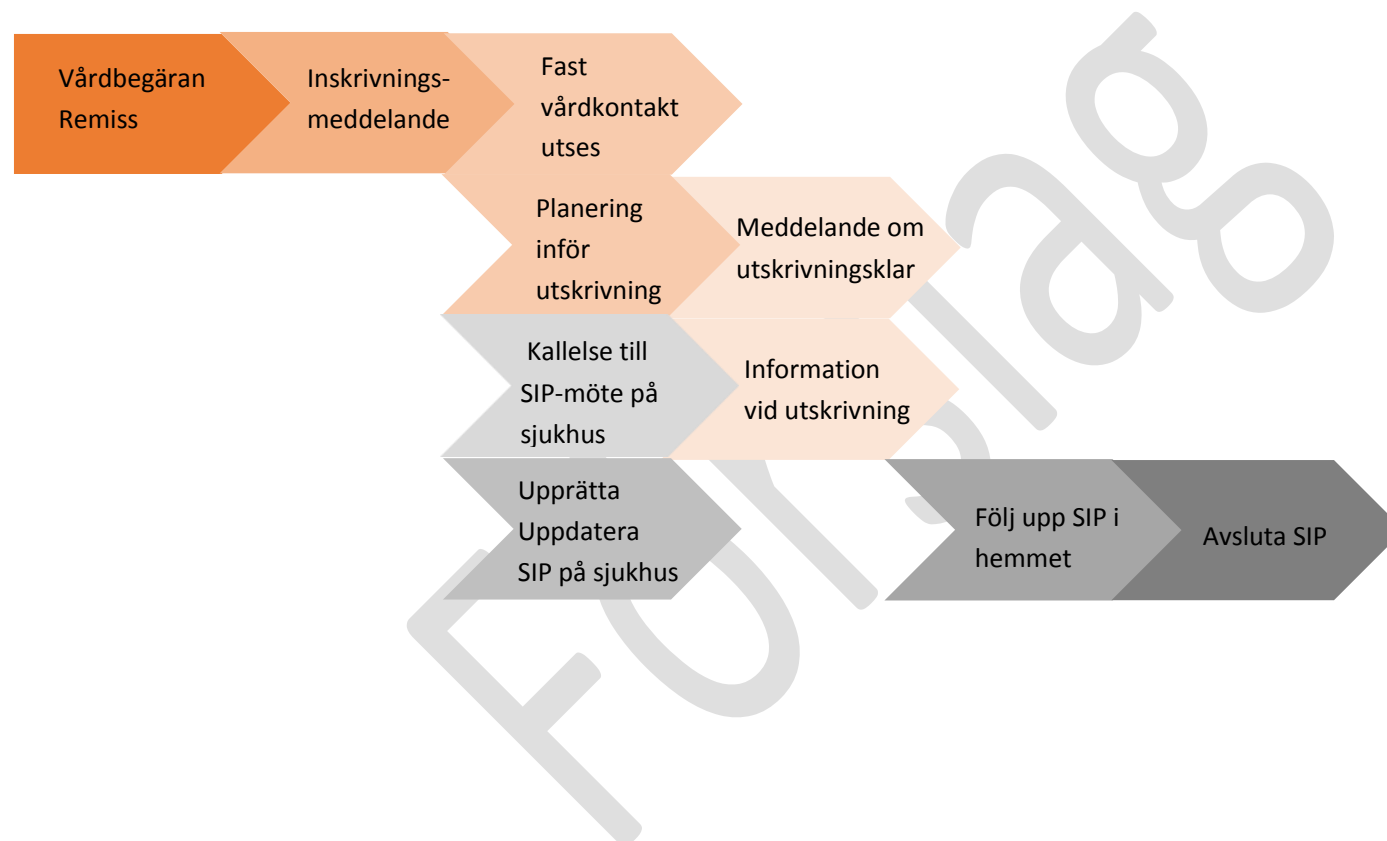 Vårdbegäran
Remiss
Inskrivnings-
meddelande
Fast
vårdkontakt
utses
Planering
inför
utskrivning
Meddelande om
utskrivningsklar
Kallelse till
SIP-möte på
sjukhus
Information
vid utskrivning
Upprätta
Uppdatera
SIP på sjukhus
Följ upp SIP i
hemmet
Avsluta SIP
Förslag